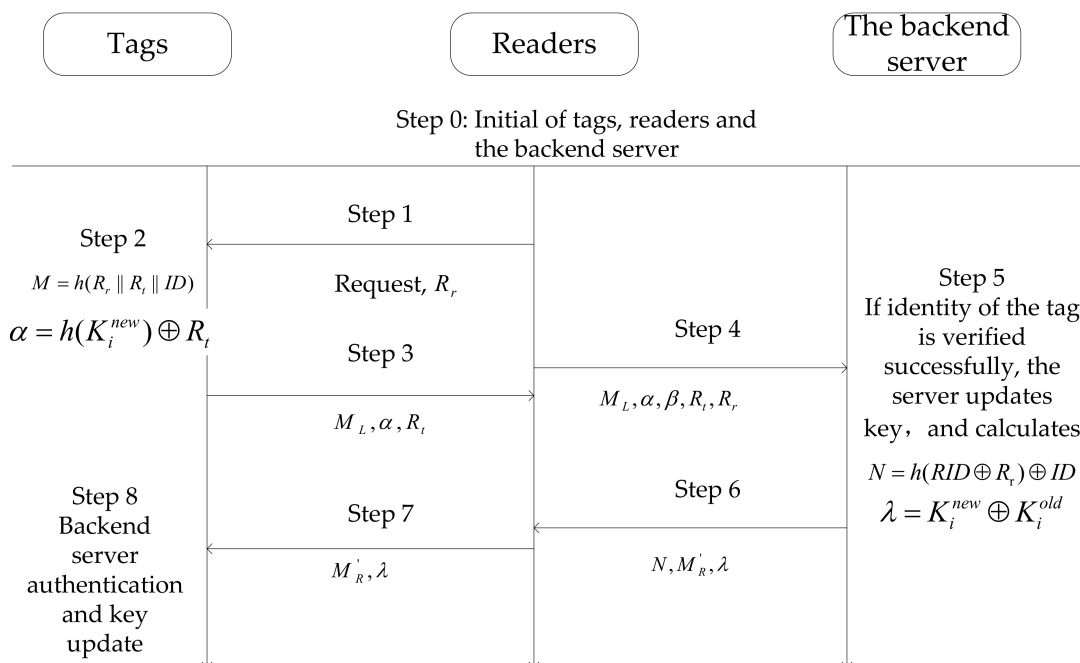 Tags
Readers
The backend
server
Step 0: Initial of tags, readers and
the backend server
Step 1
Request, R_r
Step 2
M = h(R_r || R_t || ID)
α = h(K_i^{new}) ⊕ R_t
Step 3
M_L, α, R_t
Step 4
M_L, α, β, R_t, R_r
Step 5
If identity of the tag
is verified
successfully, the
server updates
key，and calculates
N = h(RID ⊕ R_r) ⊕ ID
λ = K_i^{new} ⊕ K_i^{old}
Step 6
N, M_R^', λ
Step 7
M_R^', λ
Step 8
Backend
server
authentication
and key
update